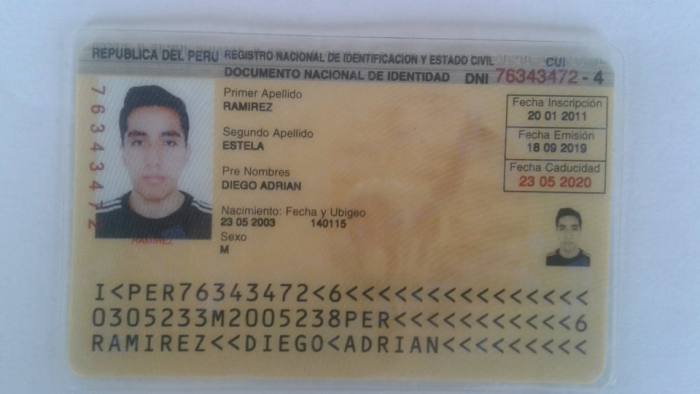 REPUBLICA DEL PERU REGISTRO NACIONAL DE IDENTIFICACION Y ESTADO CIVIL CUI
DOCUMENTO NACIONAL DE IDENTIDAD DNI 76343472 - 4
76343472
Primer Apellido
RAMIREZ
Segundo Apellido
ESTELA
Pre Nombres
DIEGO ADRIAN
Nacimiento: Fecha y Ubigeo
23 05 2003 140115
Sexo
M
RAMIREZ
Fecha Inscripción
20 01 2011
Fecha Emisión
18 09 2019
Fecha Caducidad
23 05 2020
I<PER76343472<6<<<<<<<<<<<<<<<
0305233M2005238PER<<<<<<<<<<<6
RAMIREZ<<DIEGO<ADRIAN<<<<<<<<<